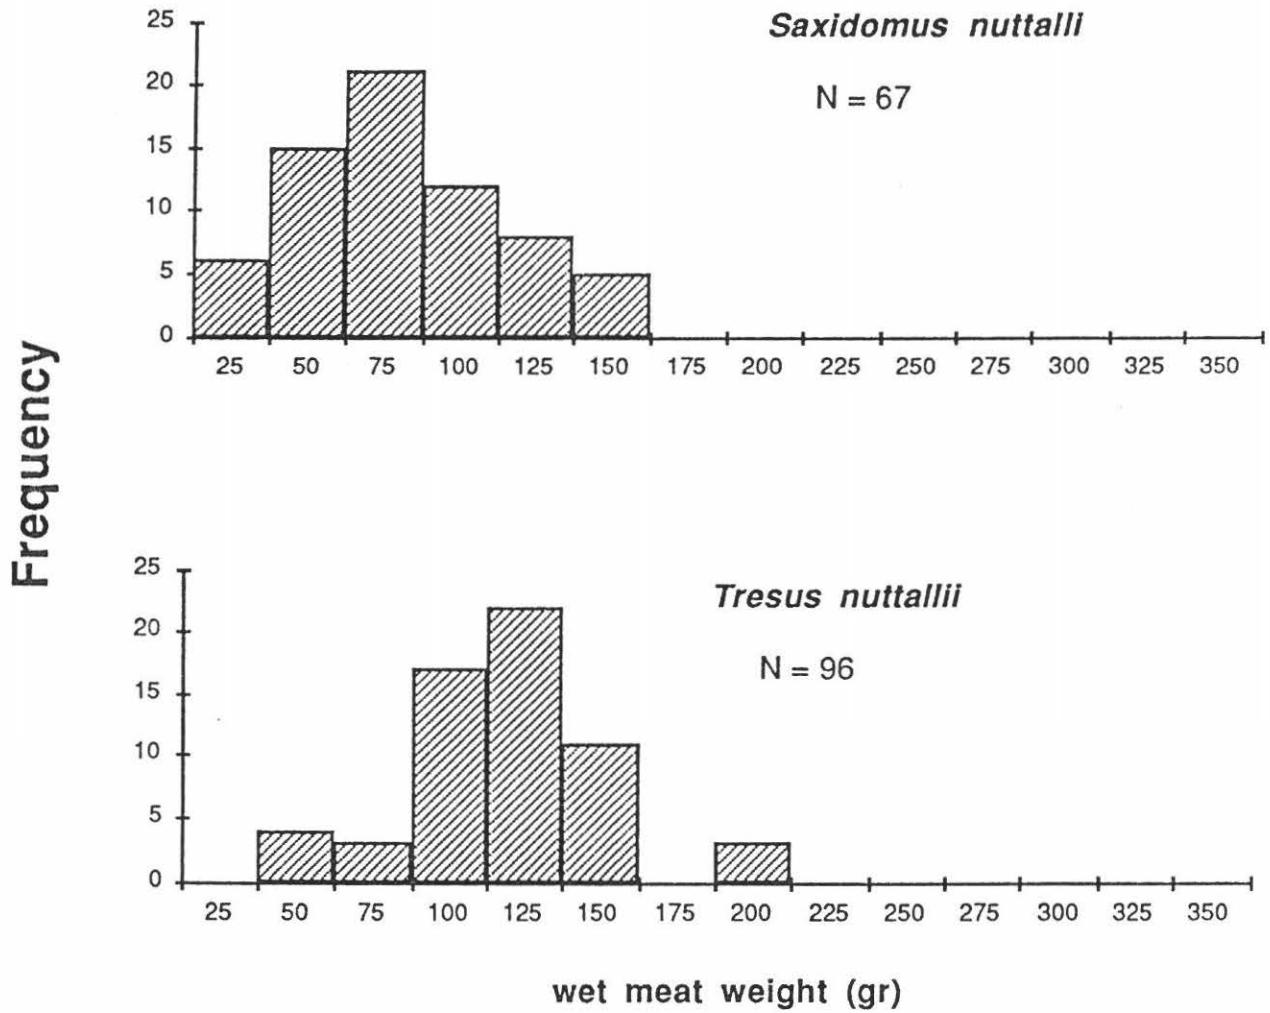 Saxidomus nuttalli
N = 67
25
20
15
10
5
0
25 50 75 100 125 150 175 200 225 250 275 300 325 350
Frequency
Tresus nuttallii
N = 96
25
20
15
10
5
0
25 50 75 100 125 150 175 200 225 250 275 300 325 350
wet meat weight (gr)